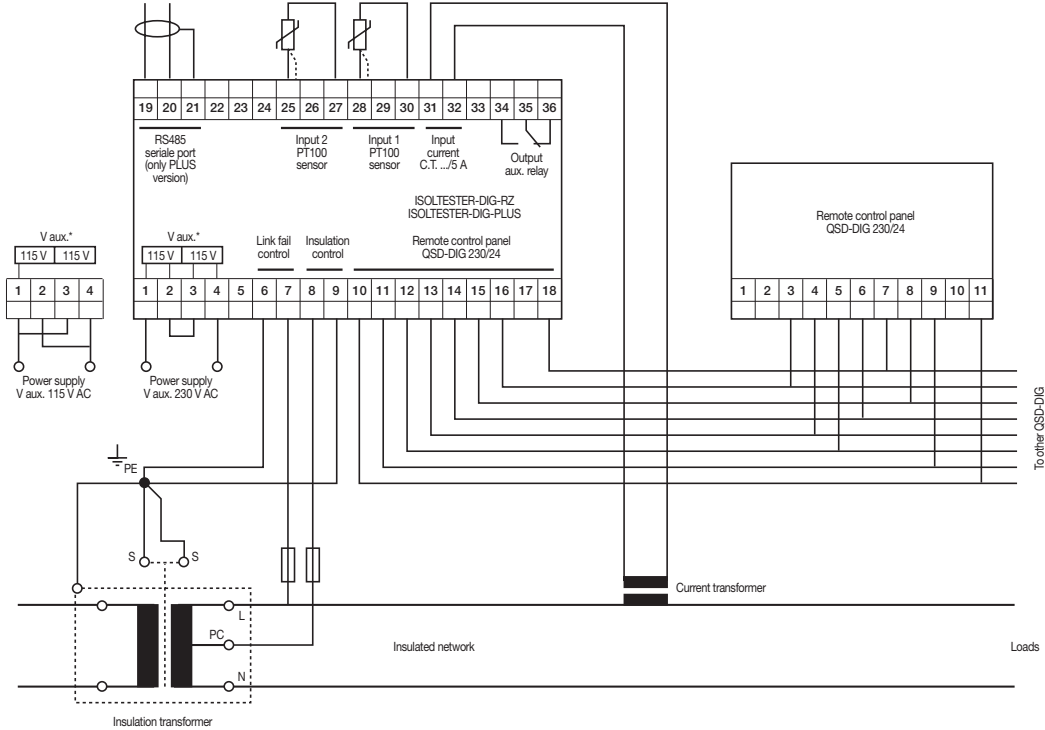 19 20 21 22 23 24 25 26 27 28 29 30 31 32 33 34 35 36
RS485
seriale port
(only PLUS
version)
Input 2
PT100
sensor
Input 1
PT100
sensor
Input
current
C.T. .../5 A
Output
aux. relay
ISOLTESTER-DIG-RZ
ISOLTESTER-DIG-PLUS
Remote control panel
QSD-DIG 230/24
V aux.*
115 V 115 V
V aux.*
115 V 115 V
Link fail
control
Insulation
control
Remote control panel
QSD-DIG 230/24
1 2 3 4
1 2 3 4 5 6 7 8 9 10 11 12 13 14 15 16 17 18
1 2 3 4 5 6 7 8 9 10 11
Power supply
V aux. 115 V AC
Power supply
V aux. 230 V AC
To other QSD-DIG
PE
S S
Current transformer
L
PC
N
Insulated network
Loads
Insulation transformer